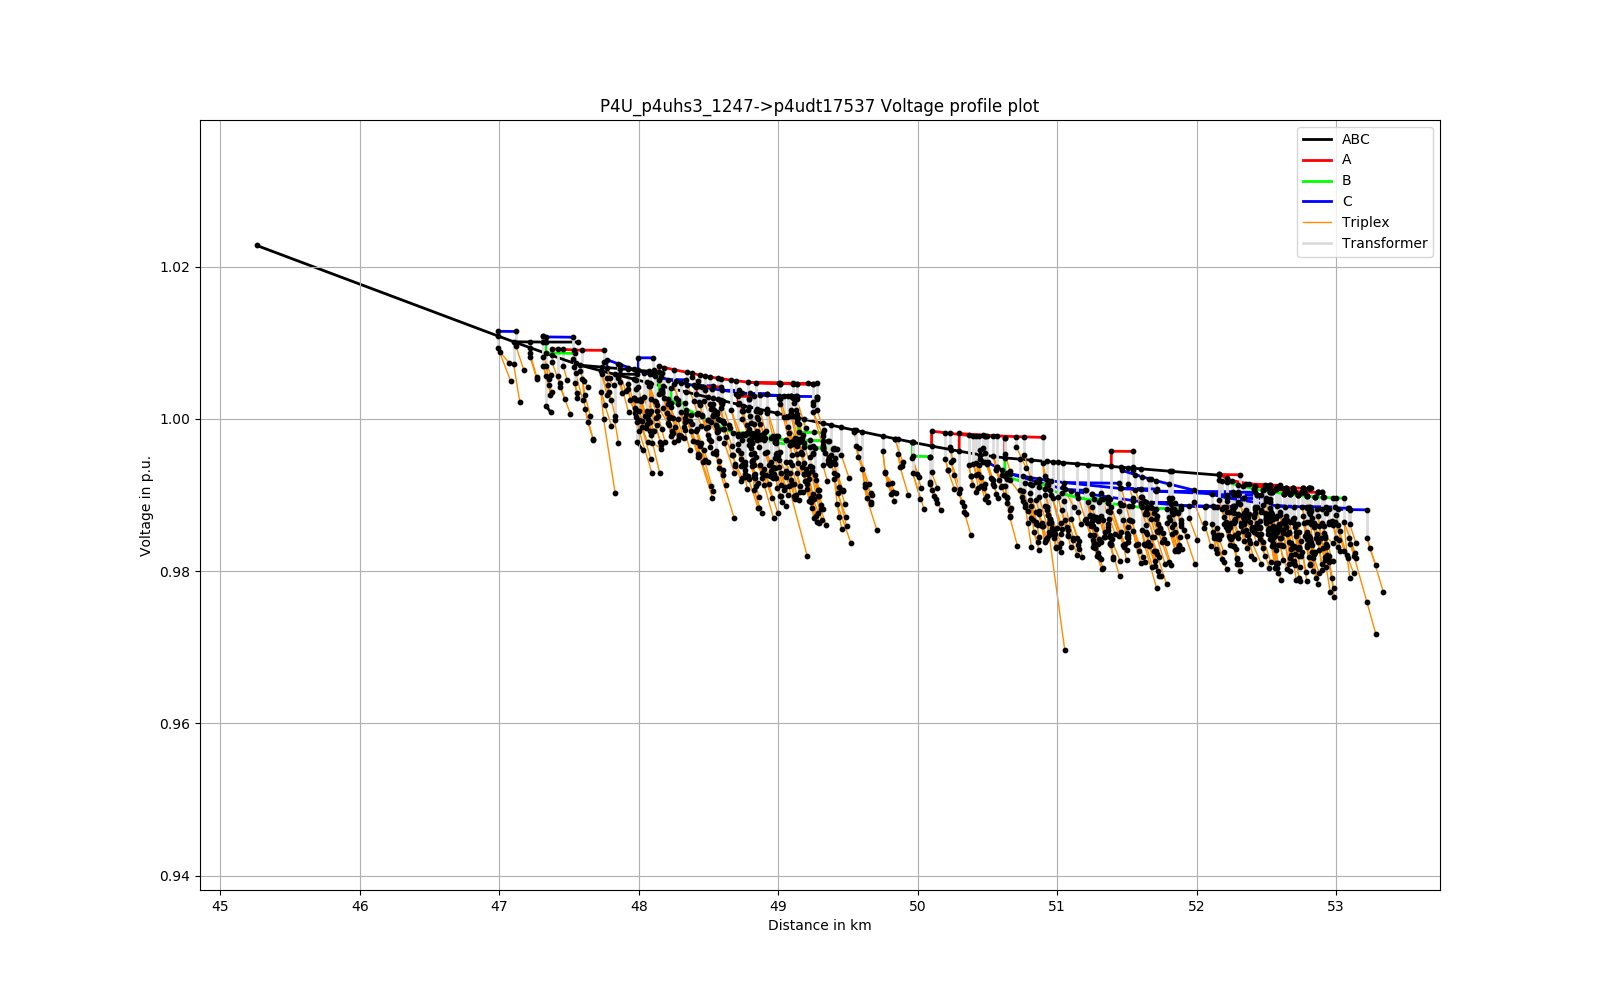 P4U_p4uhs3_1247->p4udt17537 Voltage profile plot
ABC
A
B
C
Triplex
Transformer
Voltage in p.u.
1.02
1.00
0.98
0.96
0.94
45 46 47 48 49 50 51 52 53
Distance in km